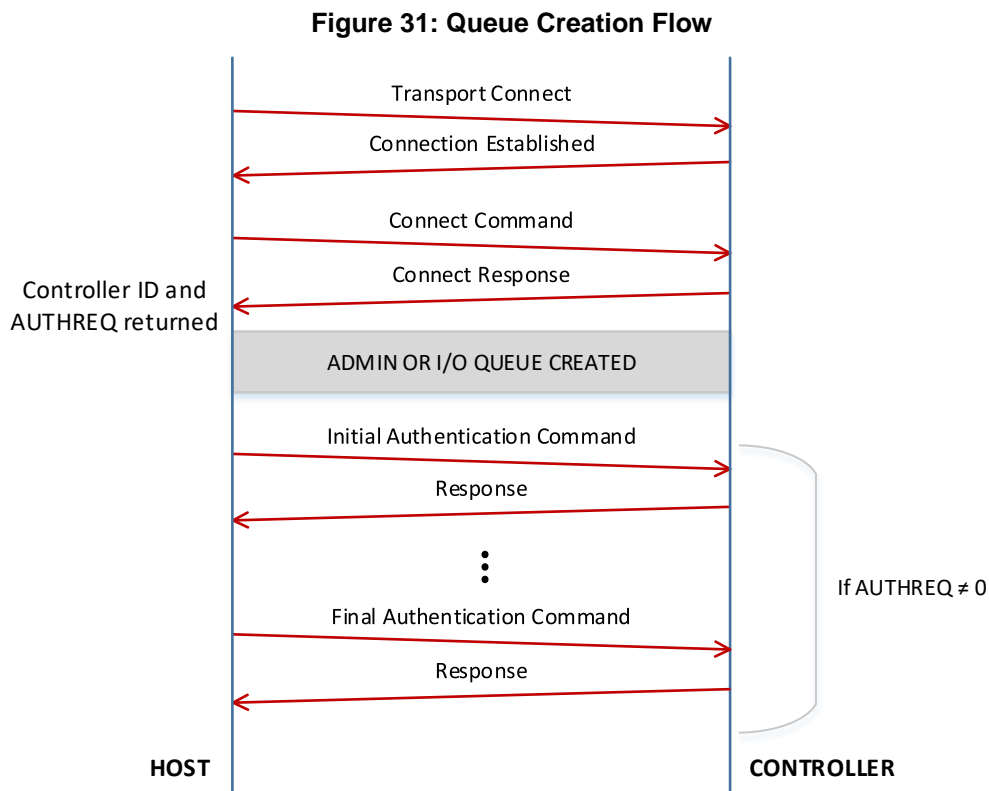 Figure 31: Queue Creation Flow
Transport Connect
Connection Established
Connect Command
Connect Response
Controller ID and
AUTHREQ returned
ADMIN OR I/O QUEUE CREATED
Initial Authentication Command
Response
If AUTHREQ ≠ 0
Final Authentication Command
Response
HOST
CONTROLLER